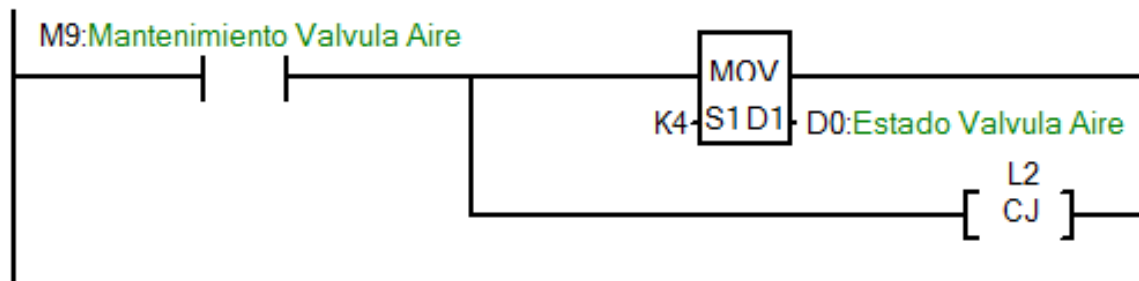 M9:Mantenimiento Valvula Aire
MOV
K4 S1 D1 D0:Estado Valvula Aire
L2
CJ